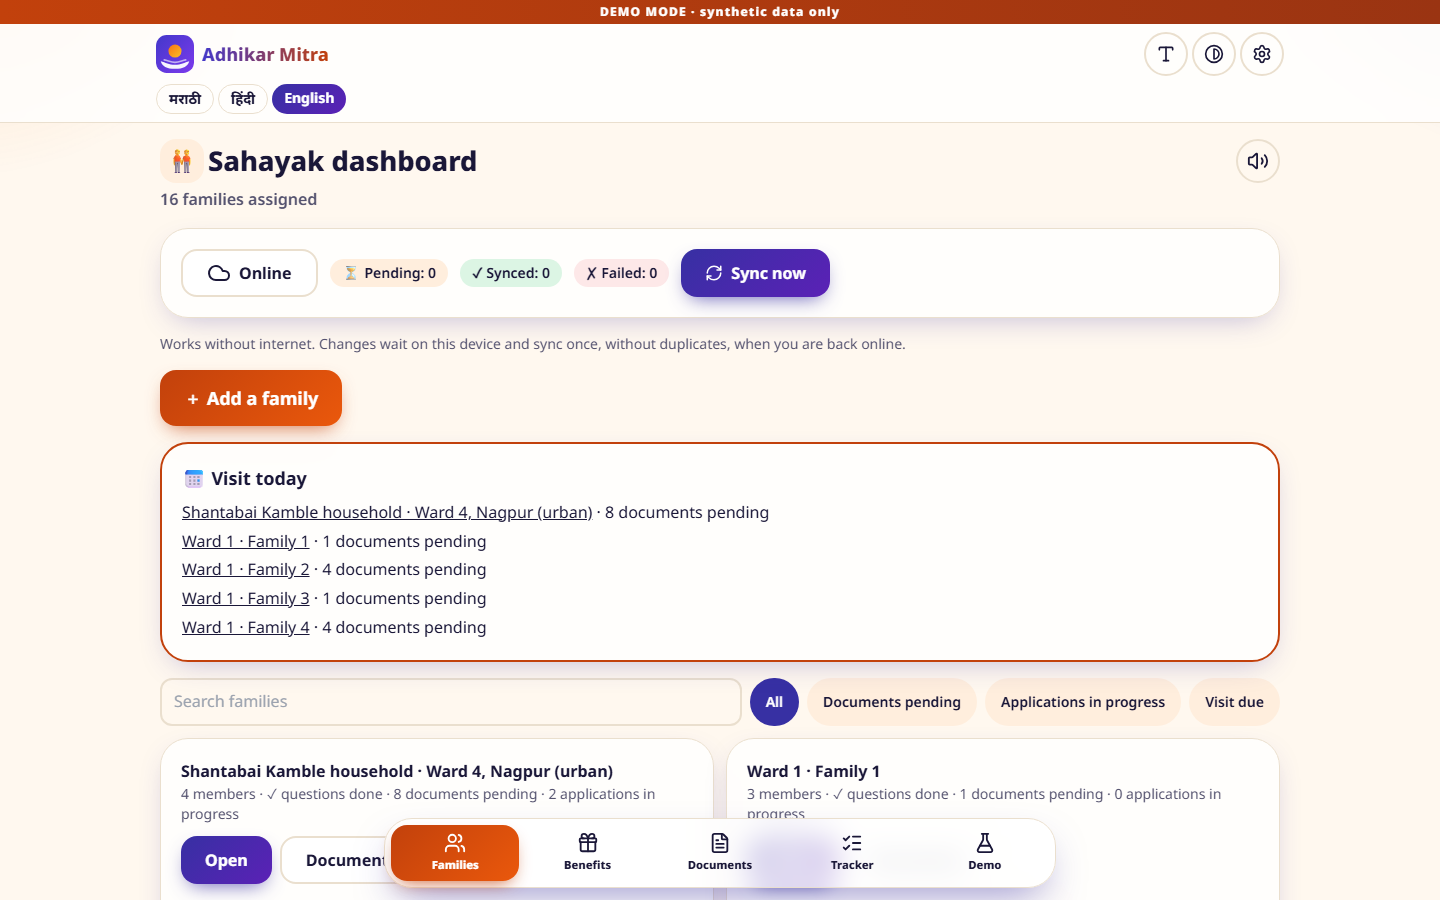 DEMO MODE · synthetic data only
Adhikar Mitra
मराठी हिंदी English
Sahayak dashboard
16 families assigned
Online
⏳ Pending: 0
✓ Synced: 0
✗ Failed: 0
Sync now
Works without internet. Changes wait on this device and sync once, without duplicates, when you are back online.
+ Add a family
Visit today
Shantabai Kamble household · Ward 4, Nagpur (urban) · 8 documents pending
Ward 1 · Family 1 · 1 documents pending
Ward 1 · Family 2 · 4 documents pending
Ward 1 · Family 3 · 1 documents pending
Ward 1 · Family 4 · 4 documents pending
Search families
All
Documents pending
Applications in progress
Visit due
Shantabai Kamble household · Ward 4, Nagpur (urban)
4 members · ✓ questions done · 8 documents pending · 2 applications in
progress
Open
Document
Ward 1 · Family 1
3 members · ✓ questions done · 1 documents pending · 0 applications in
progress
Families
Benefits
Documents
Tracker
Demo